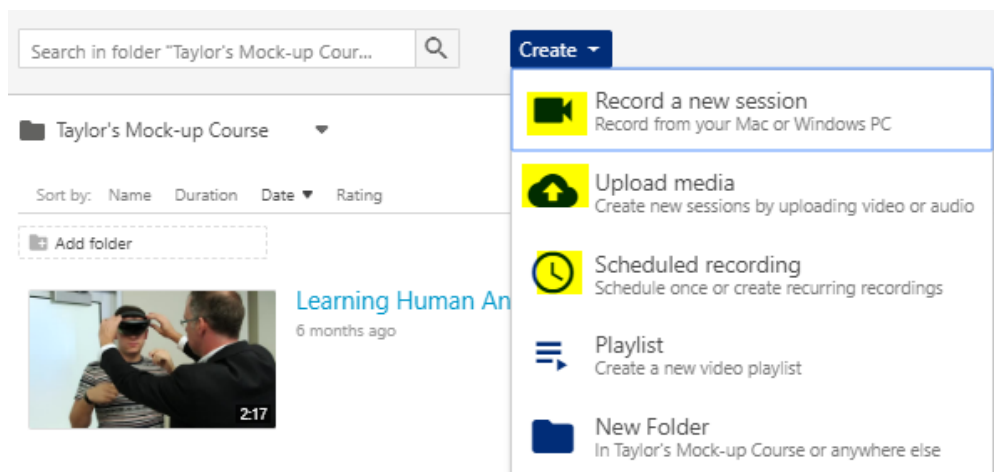 Search in folder "Taylor's Mock-up Cour...
Create
Taylor's Mock-up Course
Sort by: Name Duration Date ▼ Rating
Add folder
Learning Human An
6 months ago
2:17
Record a new session
Record from your Mac or Windows PC
Upload media
Create new sessions by uploading video or audio
Scheduled recording
Schedule once or create recurring recordings
Playlist
Create a new video playlist
New Folder
In Taylor's Mock-up Course or anywhere else